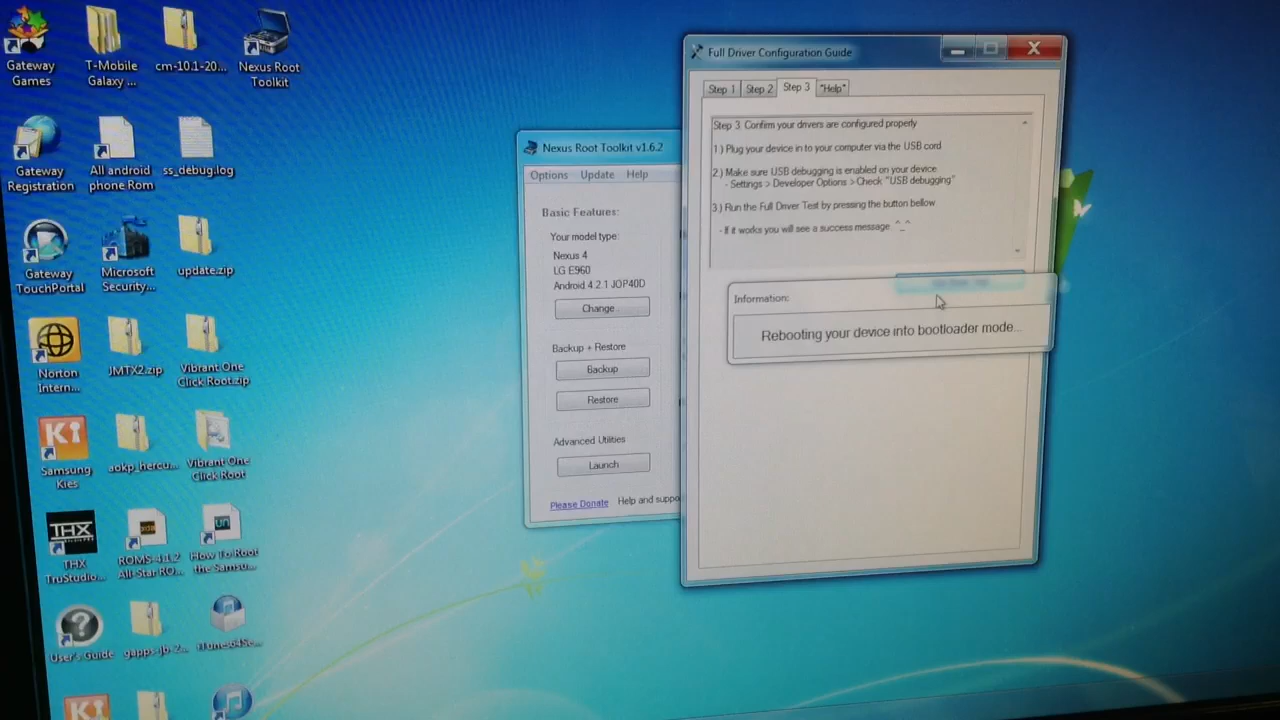 Gateway
Games
T-Mobile
Galaxy ...
cm-10.1-20...
Nexus Root
Toolkit
Gateway
Registration
All android
phone Rom
ss_debug.log
Gateway
TouchPortal
Microsoft
Security...
update.zip
Norton
Intern...
JMTX2.zip
Vibrant One
Click Root.zip
Samsung
Kies
aokp_hercu...
Vibrant One
Click Root
THX
THX
TruStudio...
ROMS-4.1.2
All-Star RO...
How To Root
the Samsu...
User's Guide
gapps-jb-2...
iTunes64Se...
Nexus Root Toolkit v1.6.2
Options Update Help
Basic Features:
Your model type:
Nexus 4
LG E960
Android 4.2.1 JOP40D
Change
Backup + Restore
Backup
Restore
Advanced Utilities
Launch
Please Donate Help and suppo
Full Driver Configuration Guide
Step 1 Step 2 Step 3 *Help*
Step 3 Confirm your drivers are configured properly
1.) Plug your device in to your computer via the USB cord
2.) Make sure USB debugging is enabled on your device
- Settings > Developer Options > Check "USB debugging"
3.) Run the Full Driver Test by pressing the button bellow
- If it works you will see a success message ^_^
Information:
Rebooting your device into bootloader mode...